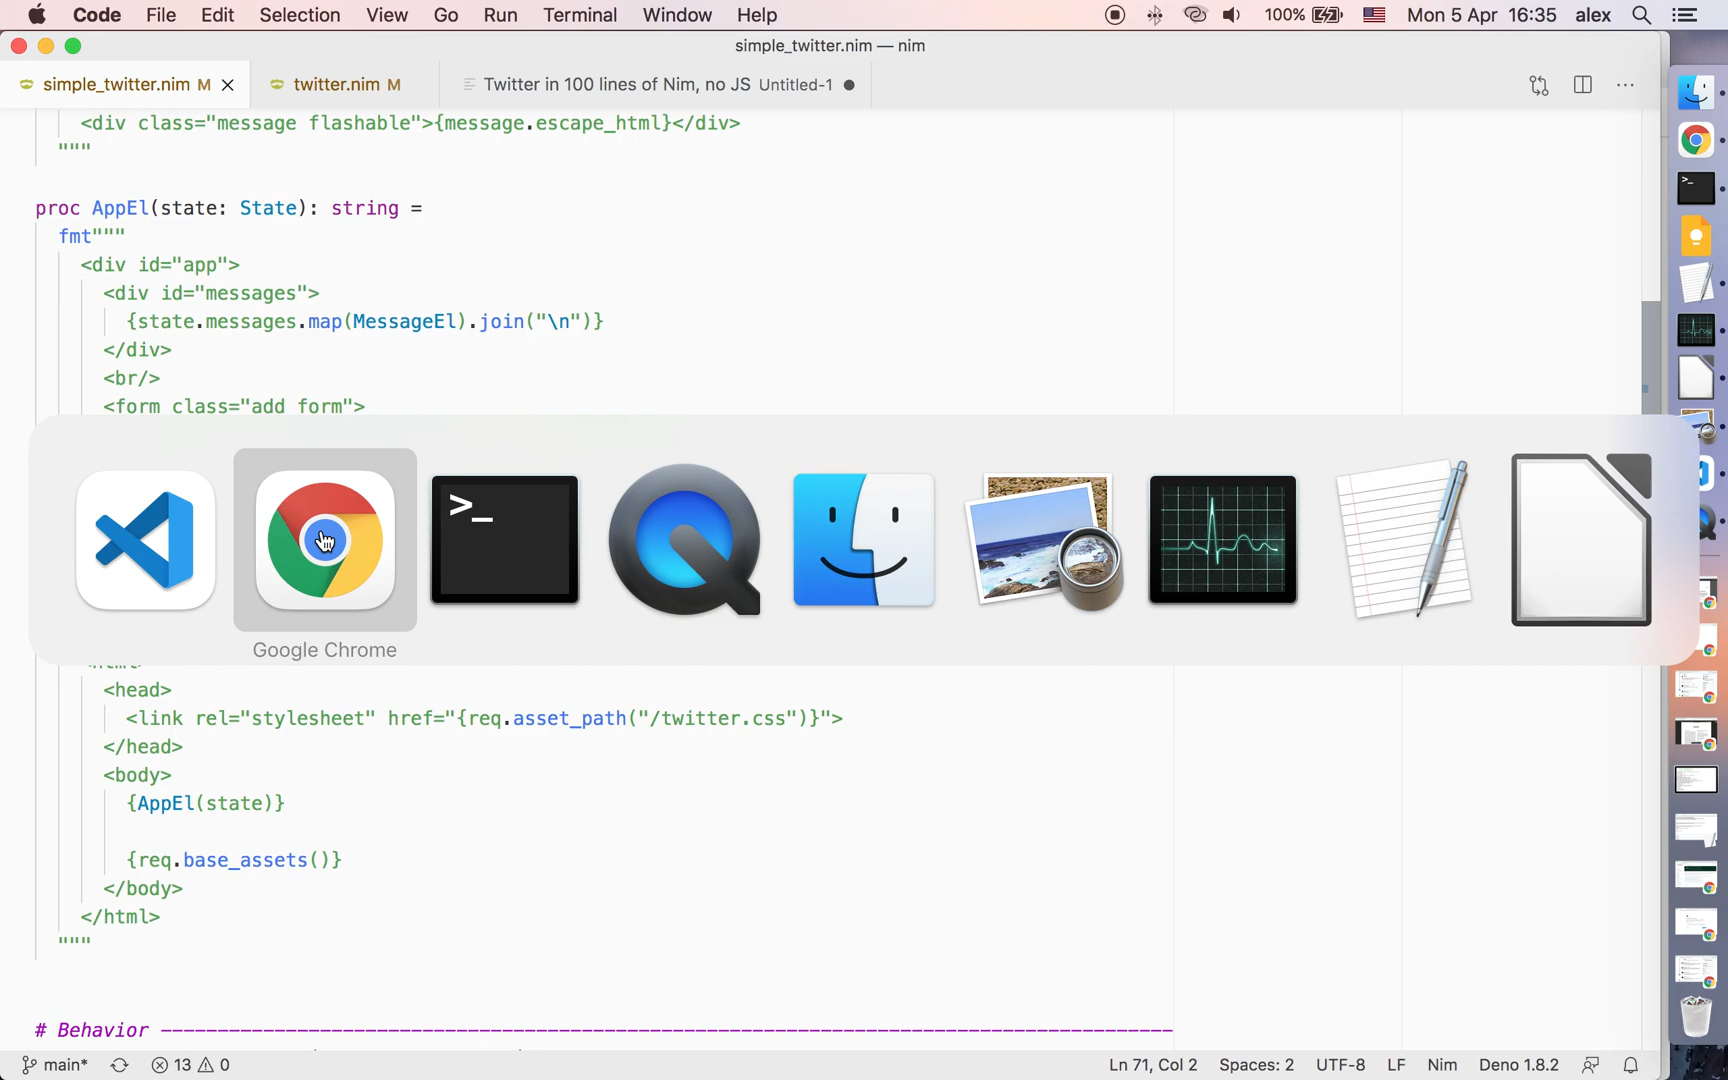 Code File Edit Selection View Go Run Terminal Window Help 100% Mon 5 Apr 16:35 alex
simple_twitter.nim — nim
simple_twitter.nim M twitter.nim M Twitter in 100 lines of Nim, no JS Untitled-1
<div class="message flashable">{message.escape_html}</div>
"""
proc AppEl(state: State): string =
fmt"""
<div id="app">
<div id="messages">
{state.messages.map(MessageEl).join("\n")}
</div>
<br/>
<form class="add_form">
>_
Google Chrome
<html>
<head>
<link rel="stylesheet" href="{req.asset_path("/twitter.css")}">
</head>
<body>
{AppEl(state)}
{req.base_assets()}
</body>
</html>
"""
# Behavior ----------------------------------------------------------------------------------------
main* 13 0 Ln 71, Col 2 Spaces: 2 UTF-8 LF Nim Deno 1.8.2